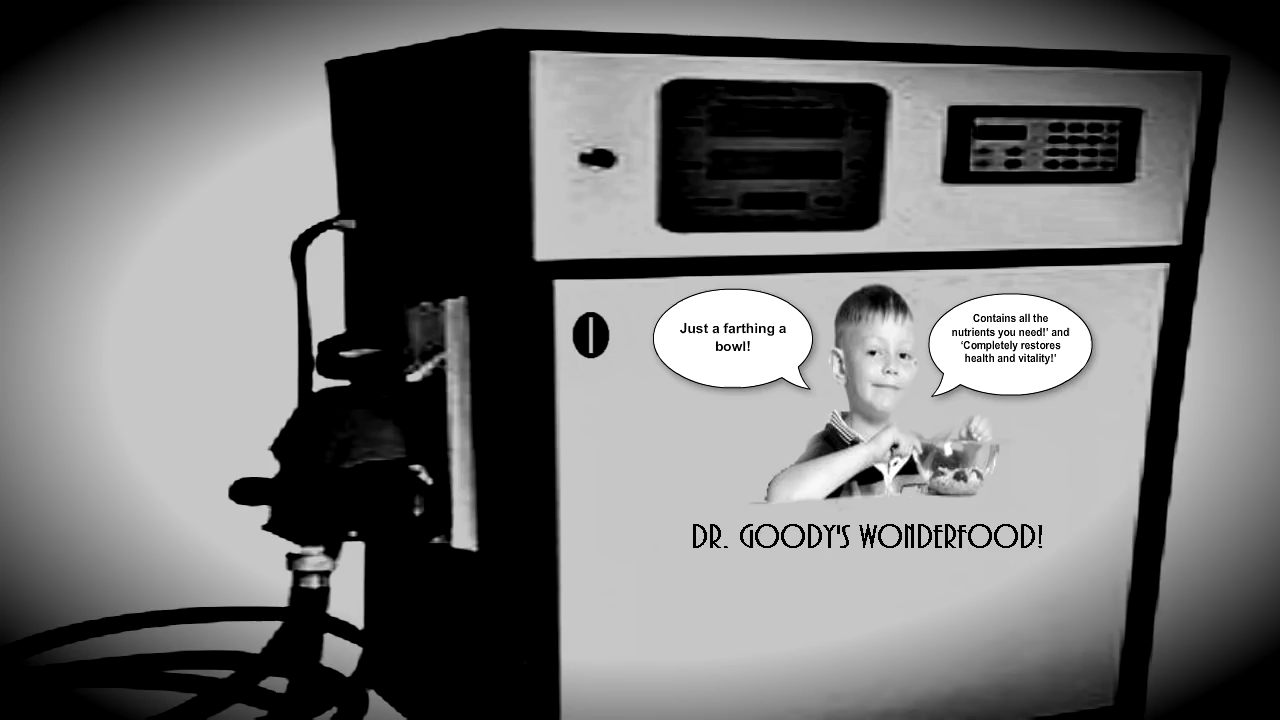 Just a farthing a
bowl!
Contains all the
nutrients you need!' and
‘Completely restores
health and vitality!'
DR. GOODY'S WONDERFOOD!